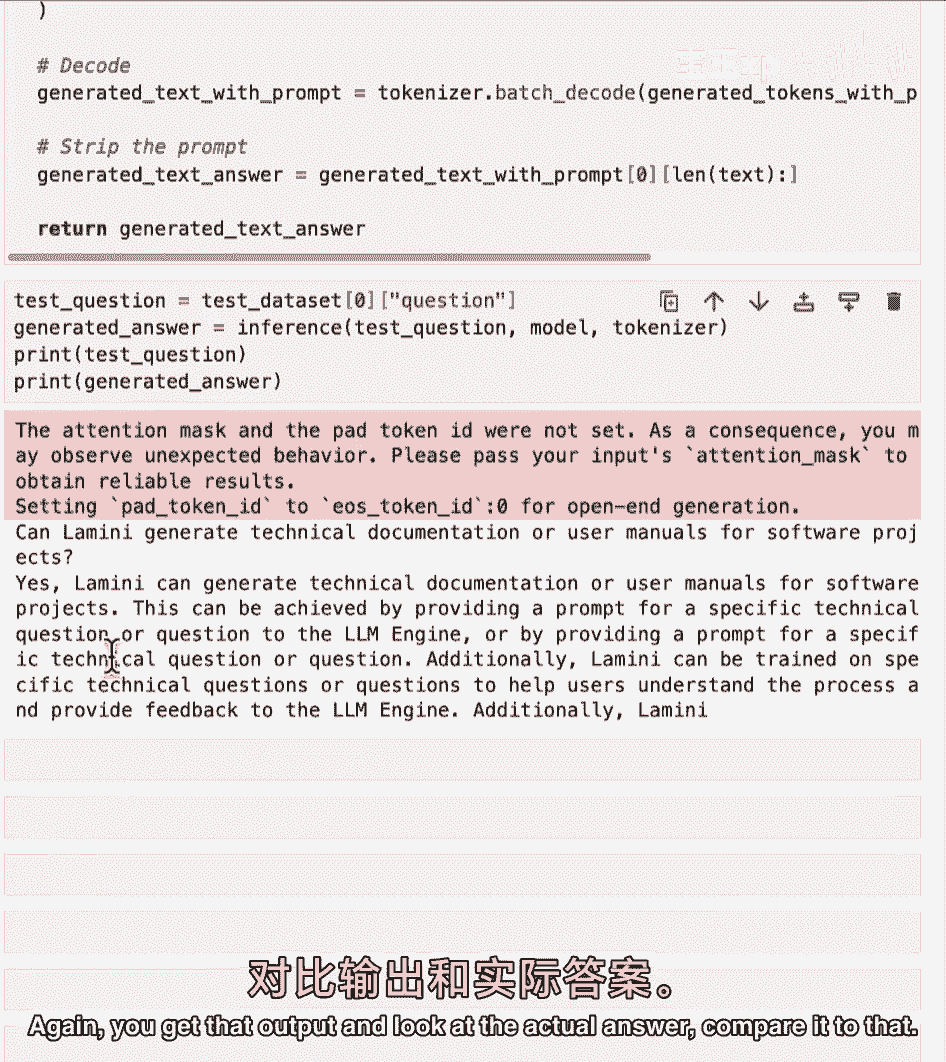 )
# Decode
generated_text_with_prompt = tokenizer.batch_decode(generated_tokens_with_p
# Strip the prompt
generated_text_answer = generated_text_with_prompt[0][len(text):]
return generated_text_answer
test_question = test_dataset[0]["question"]
generated_answer = inference(test_question, model, tokenizer)
print(test_question)
print(generated_answer)
The attention mask and the pad token id were not set. As a consequence, you m
ay observe unexpected behavior. Please pass your input's `attention_mask` to
obtain reliable results.
Setting `pad_token_id` to `eos_token_id`:0 for open-end generation.
Can Lamini generate technical documentation or user manuals for software proj
ects?
Yes, Lamini can generate technical documentation or user manuals for software
projects. This can be achieved by providing a prompt for a specific technical
question or question to the LLM Engine, or by providing a prompt for a specif
ic technical question or question. Additionally, Lamini can be trained on spe
cific technical questions or questions to help users understand the process a
nd provide feedback to the LLM Engine. Additionally, Lamini
对比输出和实际答案。
Again, you get that output and look at the actual answer, compare it to that.